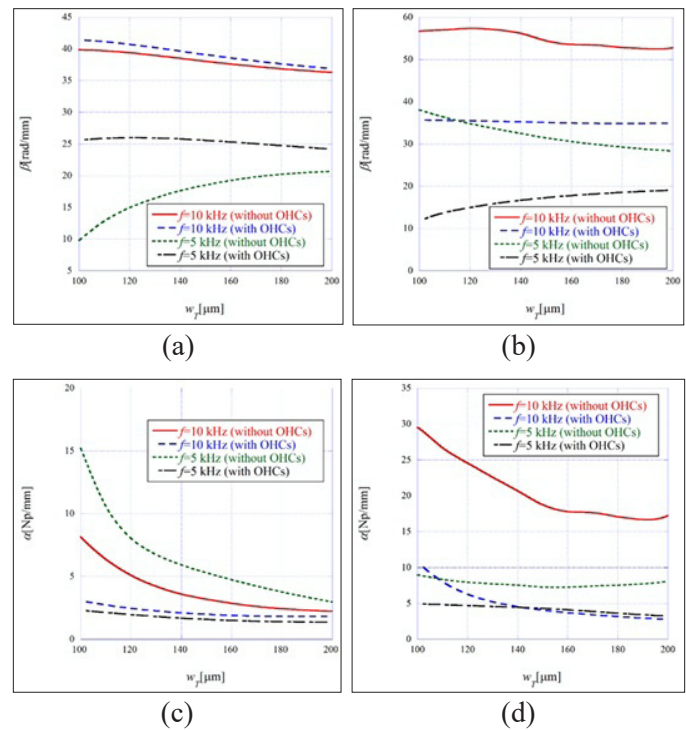 45
40
35
30
25
20
15
10
5
β[rad/mm]
f=10 kHz (without OHCs)
f=10 kHz (with OHCs)
f=5 kHz (without OHCs)
f=5 kHz (with OHCs)
100 120 140 160 180 200
w_T[μm]
(a)
60
50
40
30
20
10
0
β[rad/mm]
f=10 kHz (without OHCs)
f=10 kHz (with OHCs)
f=5 kHz (without OHCs)
f=5 kHz (with OHCs)
100 120 140 160 180 200
w_T[μm]
(b)
20
15
10
5
0
α[Np/mm]
f=10 kHz (without OHCs)
f=10 kHz (with OHCs)
f=5 kHz (without OHCs)
f=5 kHz (with OHCs)
100 120 140 160 180 200
w_T[μm]
(c)
35
30
25
20
15
10
5
0
α[Np/mm]
f=10 kHz (without OHCs)
f=10 kHz (with OHCs)
f=5 kHz (without OHCs)
f=5 kHz (with OHCs)
100 120 140 160 180 200
w_T[μm]
(d)